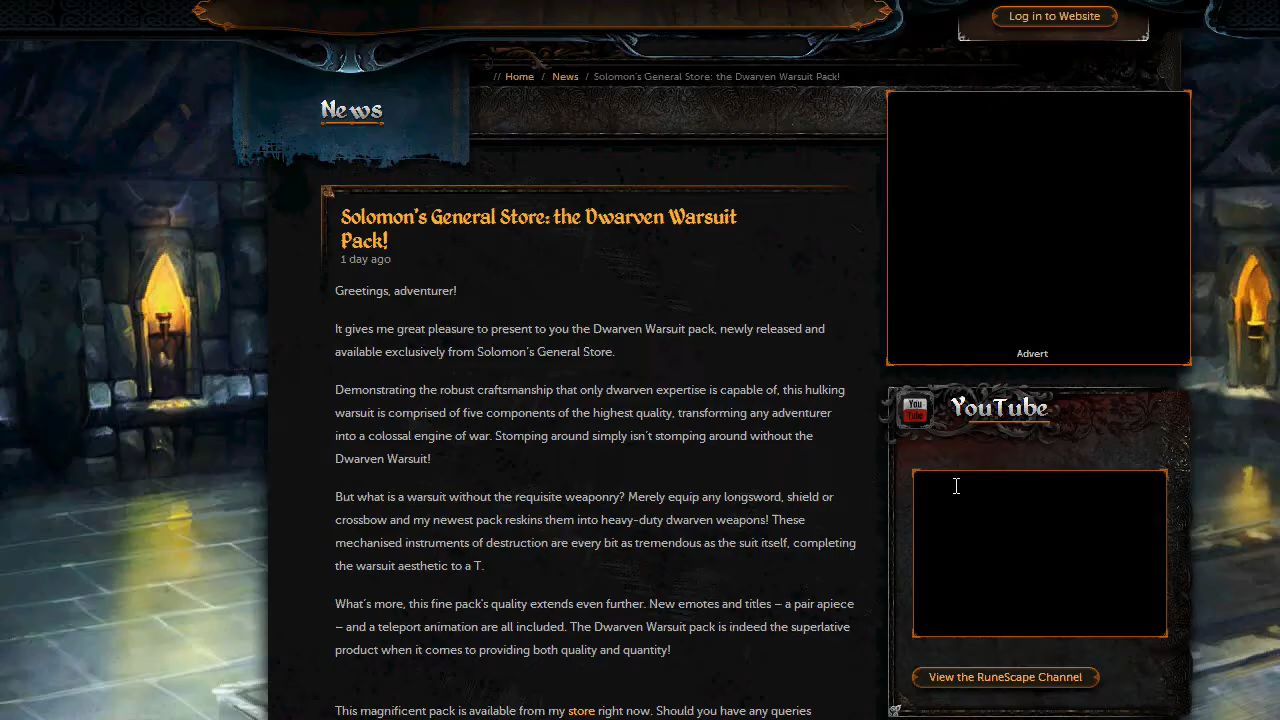 Log in to Website
// Home / News / Solomon's General Store: the Dwarven Warsuit Pack!
News
Solomon's General Store: the Dwarven Warsuit
Pack!
1 day ago
Greetings, adventurer!
It gives me great pleasure to present to you the Dwarven Warsuit pack, newly released and
available exclusively from Solomon's General Store.
Demonstrating the robust craftsmanship that only dwarven expertise is capable of, this hulking
warsuit is comprised of five components of the highest quality, transforming any adventurer
into a colossal engine of war. Stomping around simply isn't stomping around without the
Dwarven Warsuit!
But what is a warsuit without the requisite weaponry? Merely equip any longsword, shield or
crossbow and my newest pack reskins them into heavy-duty dwarven weapons! These
mechanised instruments of destruction are every bit as tremendous as the suit itself, completing
the warsuit aesthetic to a T.
What's more, this fine pack's quality extends even further. New emotes and titles – a pair apiece
– and a teleport animation are all included. The Dwarven Warsuit pack is indeed the superlative
product when it comes to providing both quality and quantity!
This magnificent pack is available from my store right now. Should you have any queries
Advert
You
Tube
YouTube
View the RuneScape Channel